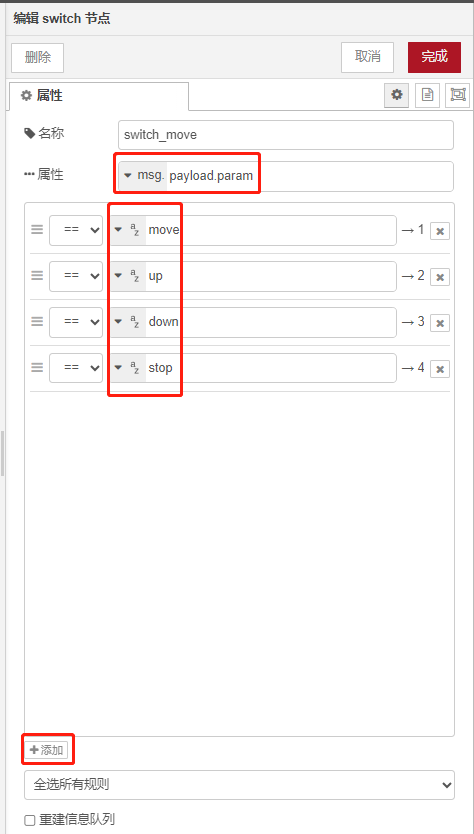 编辑 switch 节点
删除 取消 完成
属性
名称 switch_move
属性 msg. payload.param
== az move → 1 ×
== az up → 2 ×
== az down → 3 ×
== az stop → 4 ×
+添加
全选所有规则
重建信息队列